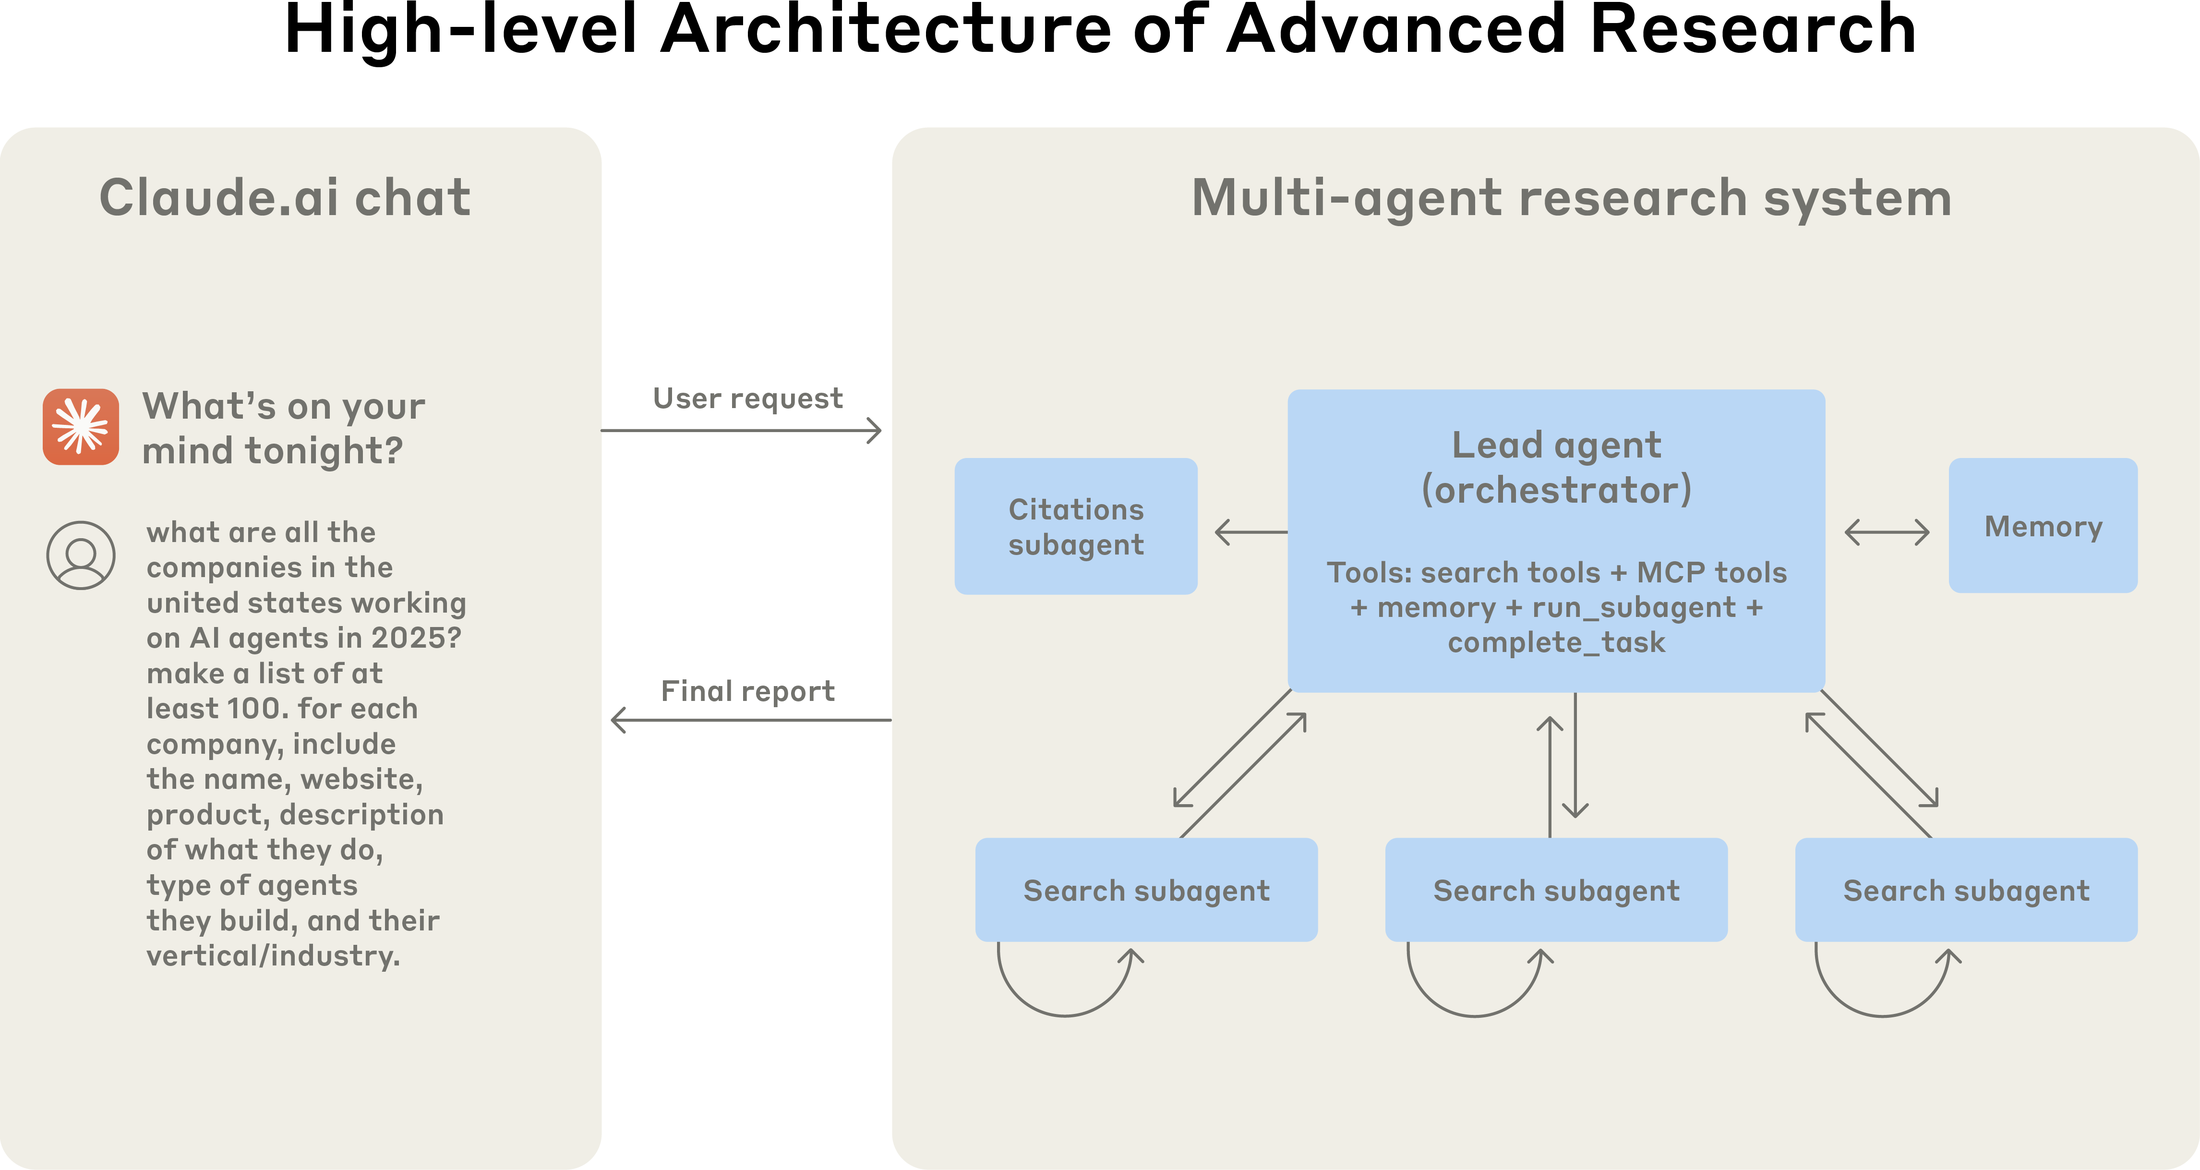 High-level Architecture of Advanced Research
Claude.ai chat
What’s on your
mind tonight?
what are all the
companies in the
united states working
on AI agents in 2025?
make a list of at
least 100. for each
company, include
the name, website,
product, description
of what they do,
type of agents
they build, and their
vertical/industry.
User request
Final report
Multi-agent research system
Citations
subagent
Lead agent
(orchestrator)
Tools: search tools + MCP tools
+ memory + run_subagent +
complete_task
Memory
Search subagent
Search subagent
Search subagent